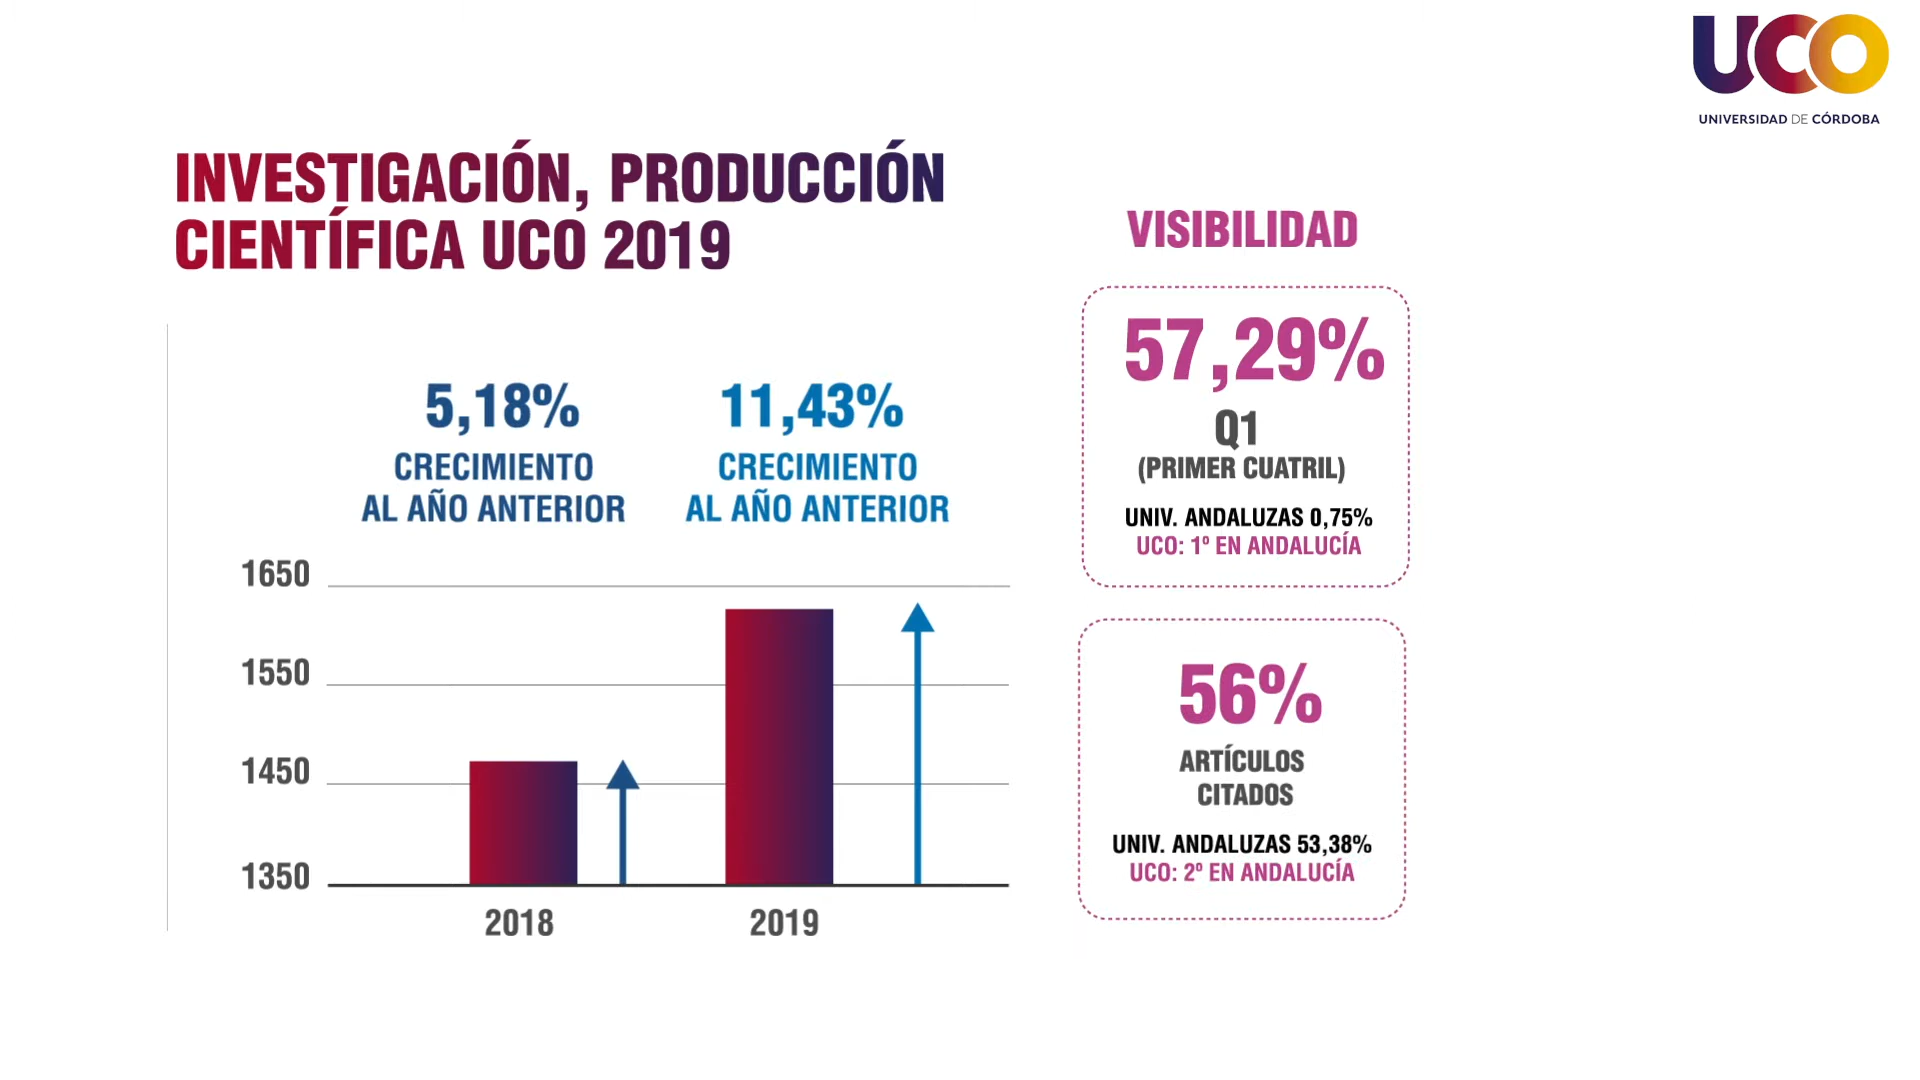 UCO
UNIVERSIDAD DE CÓRDOBA
INVESTIGACIÓN, PRODUCCIÓN
CIENTÍFICA UCO 2019
5,18%
CRECIMIENTO
AL AÑO ANTERIOR
11,43%
CRECIMIENTO
AL AÑO ANTERIOR
1650
1550
1450
1350
2018
2019
VISIBILIDAD
57,29%
Q1
(PRIMER CUATRIL)
UNIV. ANDALUZAS 0,75%
UCO: 1º EN ANDALUCÍA
56%
ARTÍCULOS
CITADOS
UNIV. ANDALUZAS 53,38%
UCO: 2º EN ANDALUCÍA